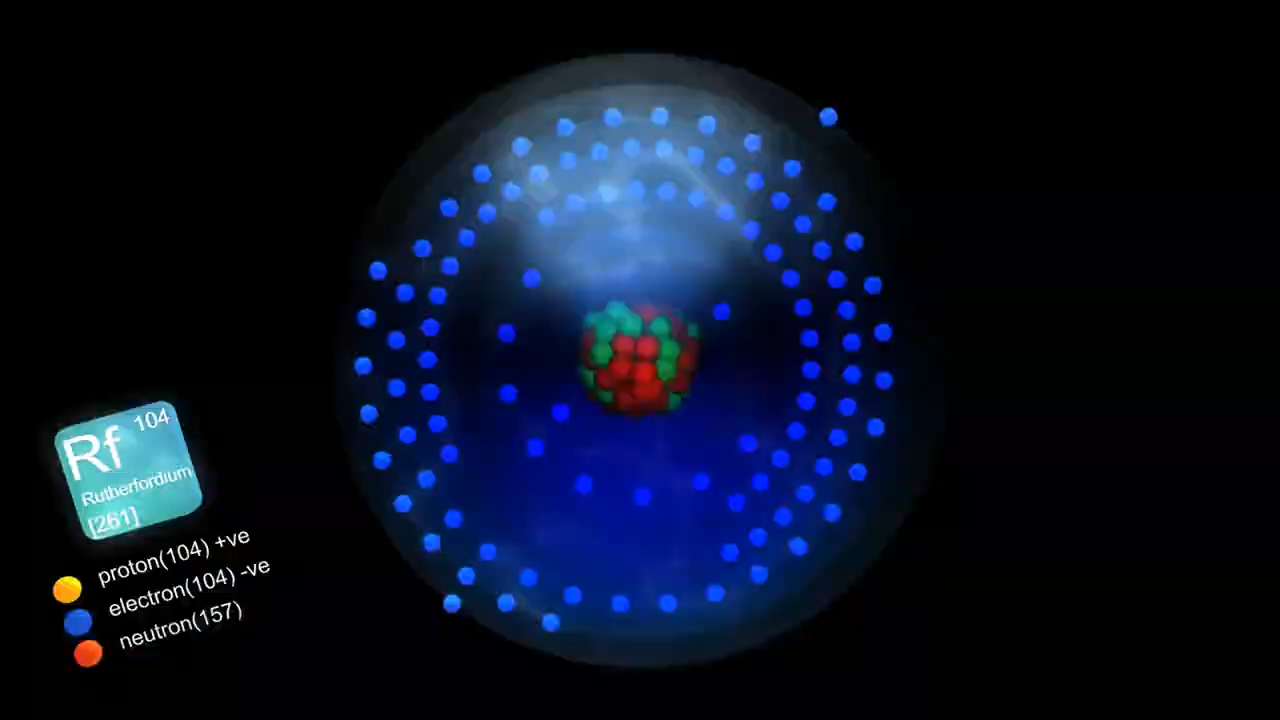 104
Rf
Rutherfordium
[261]
proton(104) +ve
electron(104) -ve
neutron(157)